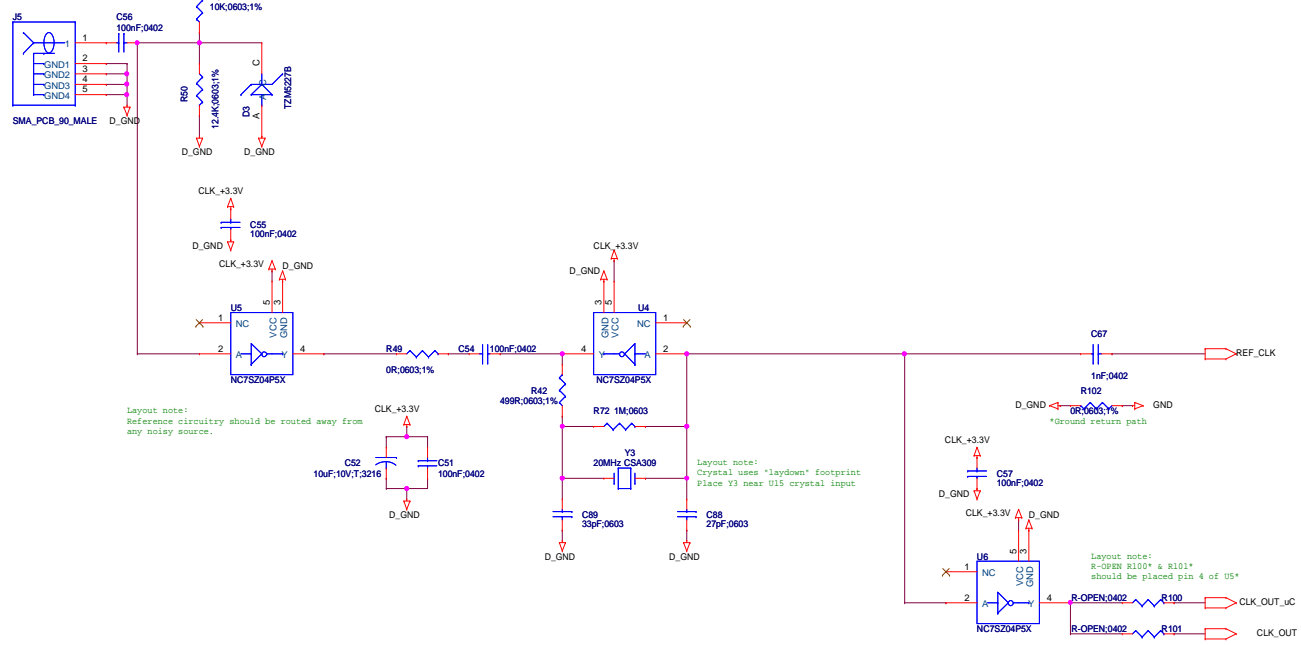 10K;0603;1%
J5
C56
100nF;0402
1
1
GND1
2
GND2
3
GND3
4
GND4
5
SMA_PCB_90_MALE
D_GND
R50
12.4K;0603;1%
D_GND
C
A
D3
TZM5227B
D_GND
CLK_+3.3V
C55
100nF;0402
D_GND
CLK_+3.3V
D_GND
U5
5
3
1
NC
VCC
GND
2
A
Y
4
NC7SZ04P5X
R49
0R;0603;1%
C54
100nF;0402
CLK_+3.3V
D_GND
U4
3
5
GND
VCC
NC
1
4
Y
A
2
NC7SZ04P5X
R42
499R;0603;1%
R72 1M;0603
Y3
20MHz CSA309
C89
33pF;0603
D_GND
C88
27pF;0603
D_GND
Layout note:
Reference circuitry should be routed away from
any noisy source.
CLK_+3.3V
C52
10uF;10V;T;3216
C51
100nF;0402
D_GND
Layout note:
Crystal uses "laydown" footprint
Place Y3 near U15 crystal input
C67
1nF;0402
REF_CLK
R102
D_GND
GND
0R;0603;1%
*Ground return path
CLK_+3.3V
C57
100nF;0402
D_GND
CLK_+3.3V
D_GND
U6
5
3
1
NC
VCC
GND
2
A
Y
4
NC7SZ04P5X
Layout note:
R-OPEN R100* & R101*
should be placed pin 4 of U5*
R-OPEN;0402
R100
CLK_OUT_uC
R-OPEN;0402
R101
CLK_OUT